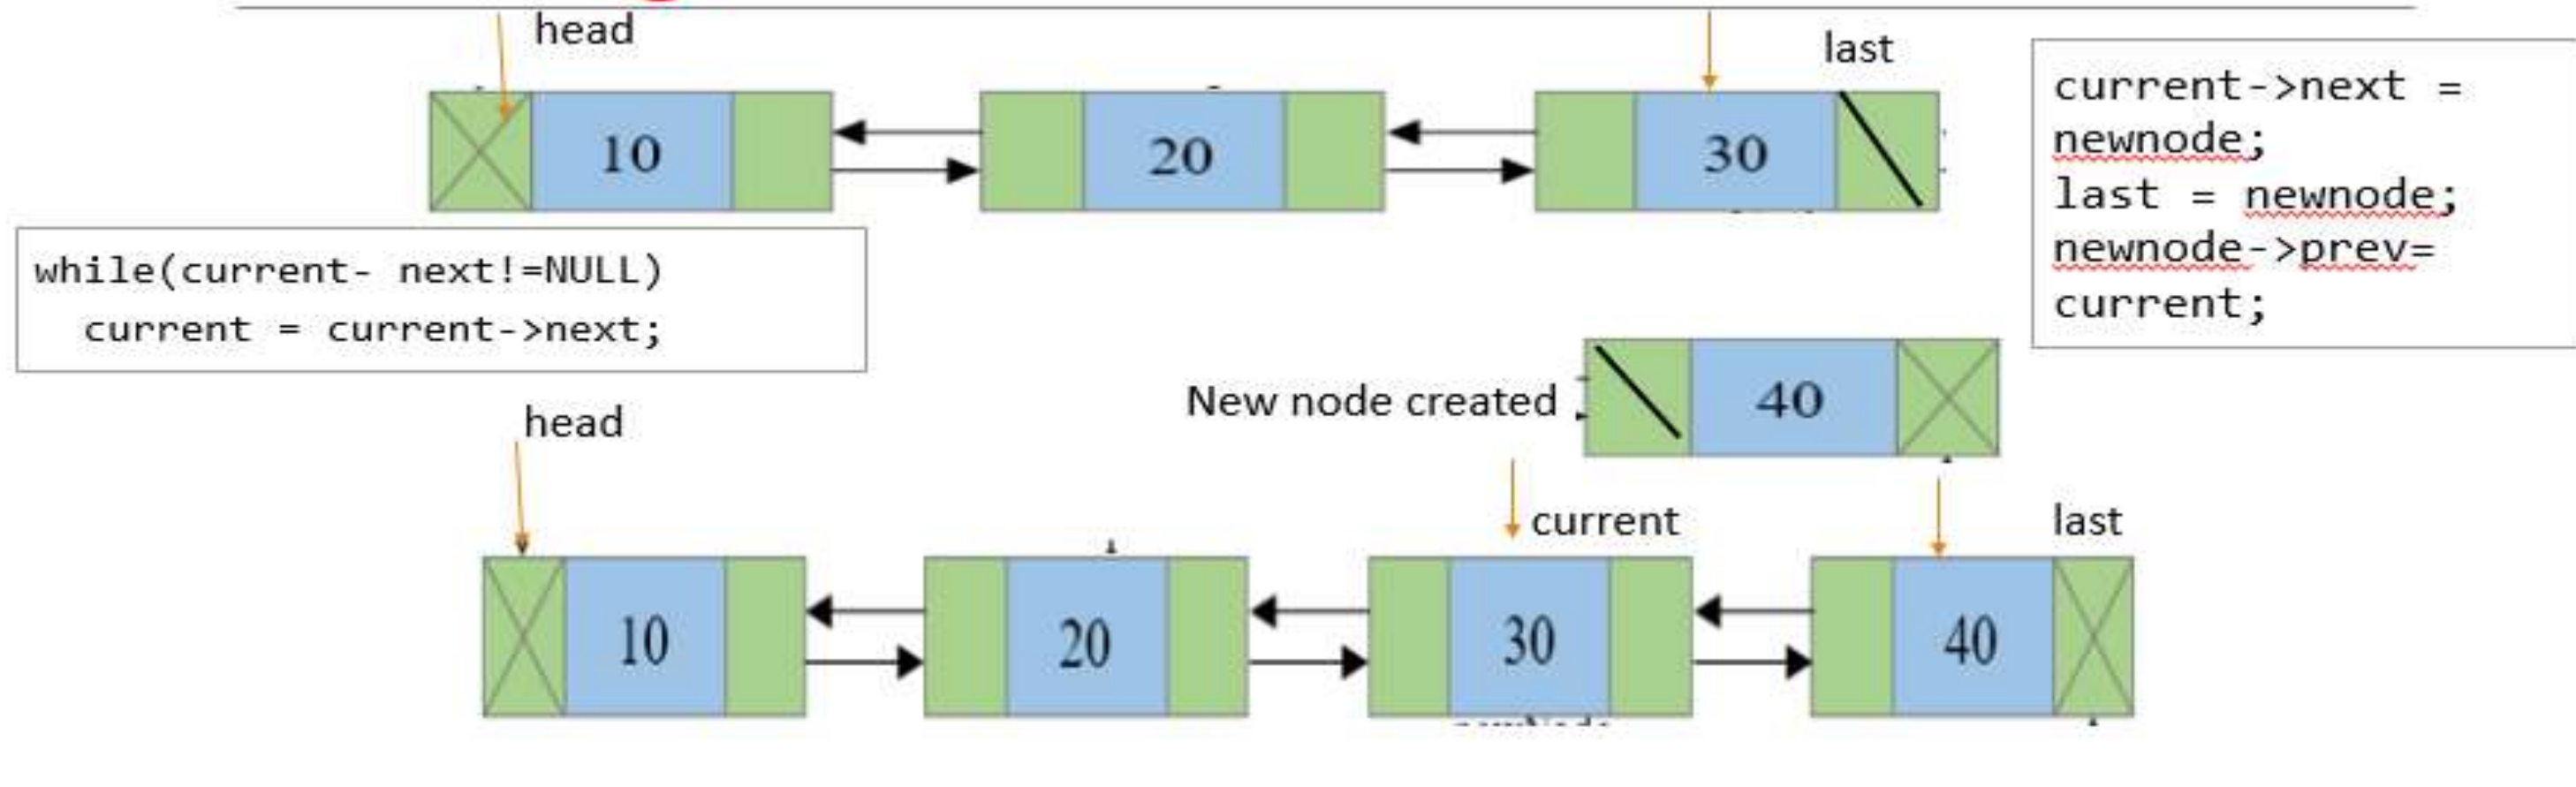 head
last
10
20
30
current->next =
newnode;
last = newnode;
newnode->prev=
current;
while(current- next!=NULL)
current = current->next;
New node created
40
head
current
last
10
20
30
40